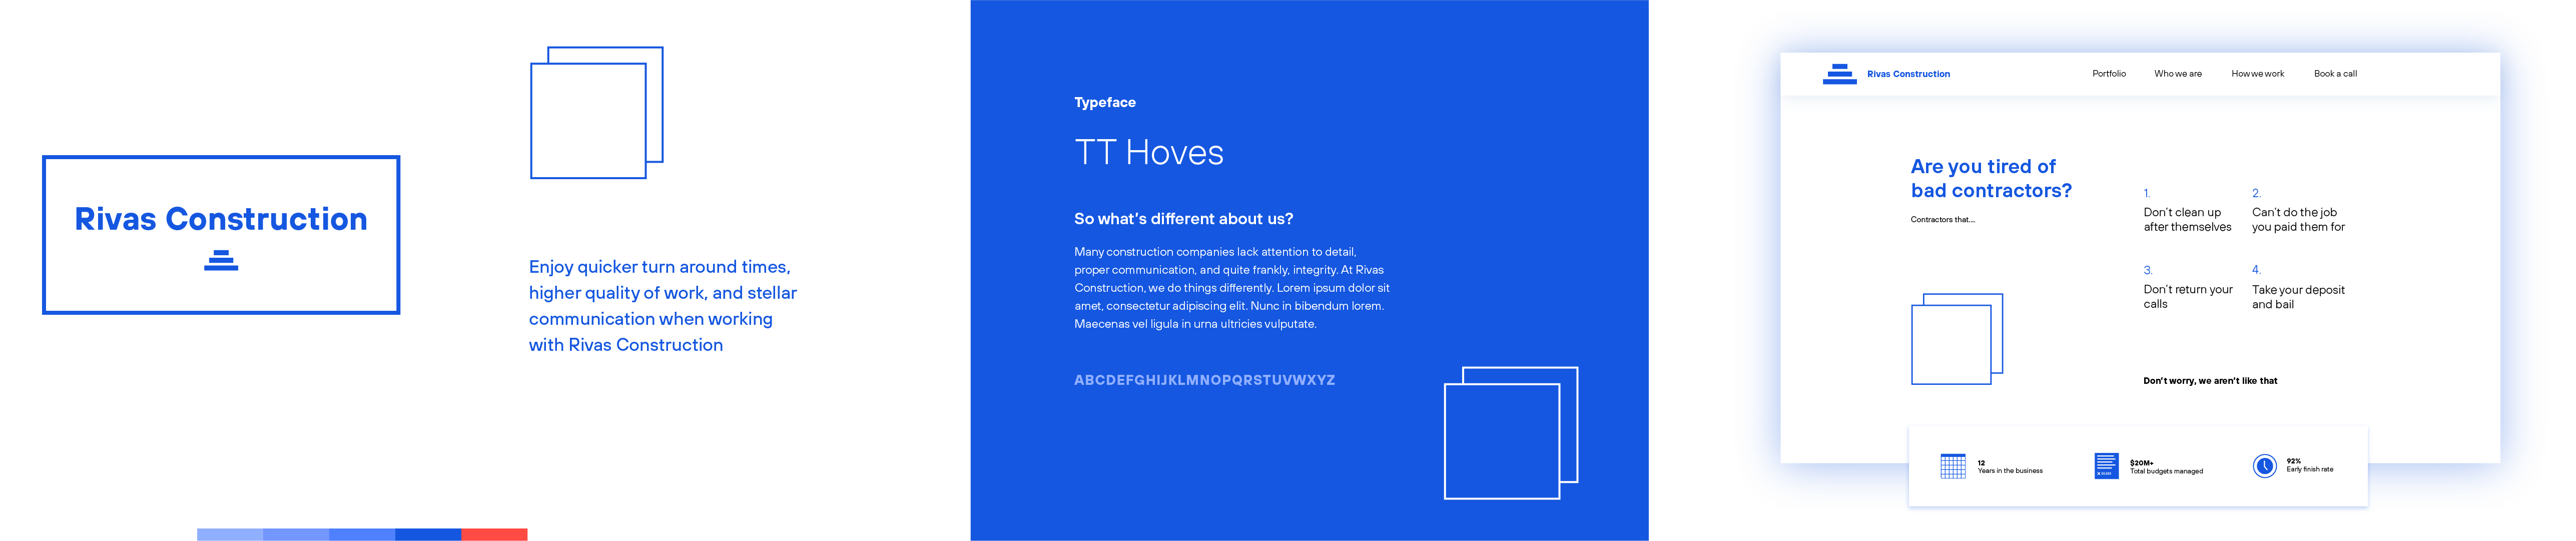 Rivas Construction
Enjoy quicker turn around times,
higher quality of work, and stellar
communication when working
with Rivas Construction
Typeface
TT Hoves
So what's different about us?
Many construction companies lack attention to detail,
proper communication, and quite frankly, integrity. At Rivas
Construction, we do things differently. Lorem ipsum dolor sit
amet, consectetur adipiscing elit. Nunc in bibendum lorem.
Maecenas vel ligula in urna ultricies vulputate.
ABCDEFGHIJKLMNOPQRSTUVWXYZ
Rivas Construction
Portfolio
Who we are
How we work
Book a call
Are you tired of
bad contractors?
Contractors that....
1.
Don't clean up
after themselves
2.
Can't do the job
you paid them for
3.
Don't return your
calls
4.
Take your deposit
and bail
Don't worry, we aren't like that
12
Years in the business
$20M+
Total budgets managed
92%
Early finish rate